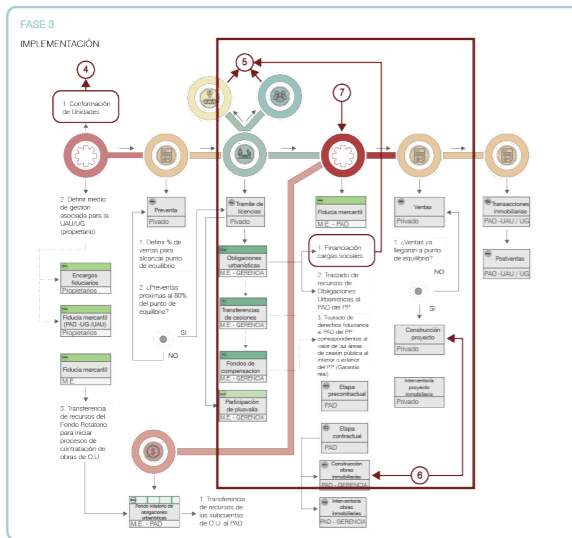 FASE 3
IMPLEMENTACIÓN
4
5
7
1. Conformación
de Unidades
2. Definir medio
de gestión
asociada para la
UAU/UG
(propietario)
Encargos
fiduciarios
Propietarios
Fiducia mercantil
(PAD -UG /UAU)
Propietarios
Fiducia mercantil
M.E.
3. Transferencia
de recursos del
Fondo Rotatorio
para iniciar
procesos de
contratación de
obras de O.U.
Preventa
Pivado
1. Definir % de
ventas para
alcanzar punto
de equilibrio
2. ¿Preventas
proximas al 80%
del punto de
equilibrio?
SI
NO
Fondo rotatorio de
obligaciones
urbanísticas
M.E. - PAD
1. Transferencia
de recursos de
las subcuentas
de O.U. al PAD
Tramite de
licencias
Pivado
Obligaciones
urbanísticas
M.E. - GERENCIA
Transferencias
de cesiones
M.E. - GERENCIA
Fondos de
compensacion
M.E. - GERENCIA
Participación
de plusvalía
M.E. - GERENCIA
Fiducia mercantil
M.E. - PAD
1. Financiación
cargas sociales
2. Traslado de
recursos de
Obligaciones
Urbanísticas al
PAD del PP
3. Traslado de
derechos fiduciarios
al PAD del PP
correspondientes al
valor de las áreas
de cesión pública al
interior o exterior
del PP (Garantía
real)
Etapa
precontractual
PAD
Etapa
contractual
PAD
Construcción
obras
inmobiliarias
PAD - GERENCIA
Interventoria obras
inmobiliarias
PAD - GERENCIA
6
Ventas
Privado
1. ¿Ventas ya
llegaron a punto
de equilibrio?
NO
SI
Construcción
proyecto
Privado
Interventoría
proyecto
inmobiliario
Privado
Transacciones
inmobiliarias
PAD -UAU / UG
Postventas
PAD -UAU / UG